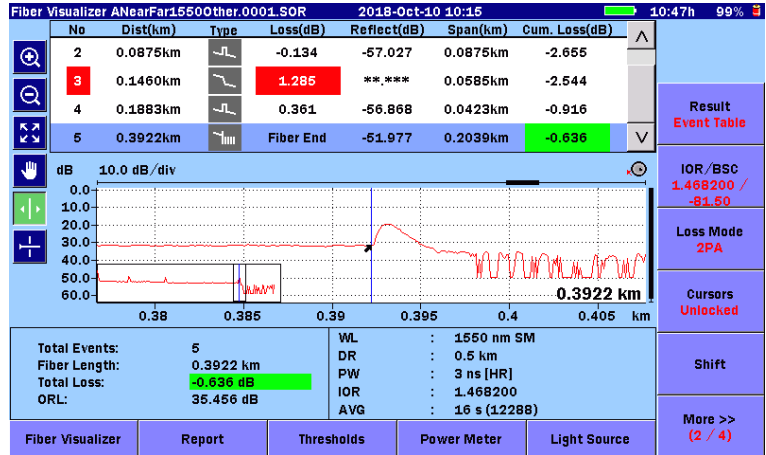 Fiber Visualizer ANearFar1550Other.0001.SOR 2018-Oct-10 10:15 10:47h 99%
No Dist(km) Type Loss(dB) Reflect(dB) Span(km) Cum. Loss(dB)
2 0.0875km -0.134 -57.027 0.0875km -2.655
3 0.1460km 1.285 **.*** 0.0585km -2.544
4 0.1883km 0.361 -56.868 0.0423km -0.916
5 0.3922km Fiber End -51.977 0.2039km -0.636
dB 10.0 dB/div
0.0
10.0
20.0
30.0
40.0
50.0
60.0
0.3922 km
0.38 0.385 0.39 0.395 0.4 0.405 km
Total Events: 5
Fiber Length: 0.3922 km
Total Loss: -0.636 dB
ORL: 35.456 dB
WL : 1550 nm SM
DR : 0.5 km
PW : 3 ns [HR]
IOR : 1.468200
AVG : 16 s (12288)
Result
Event Table
IOR/BSC
1.468200 /
-81.50
Loss Mode
2PA
Cursors
Unlocked
Shift
More >>
(2 / 4)
Fiber Visualizer Report Thresholds Power Meter Light Source